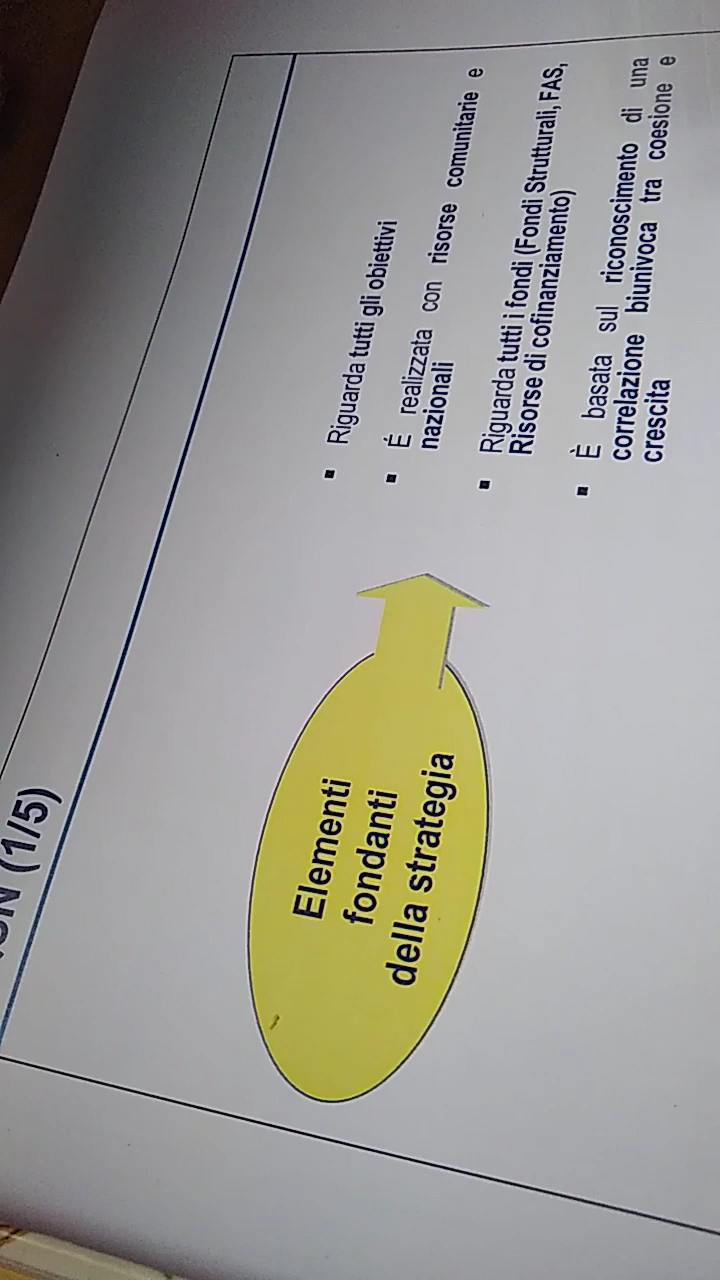 (1/5)
Elementi
fondanti
della strategia
▪ Riguarda tutti gli obiettivi
▪ É realizzata con risorse comunitarie e
nazionali
▪ Riguarda tutti i fondi (Fondi Strutturali, FAS,
Risorse di cofinanziamento)
▪ È basata sul riconoscimento di una
correlazione biunivoca tra coesione e
crescita